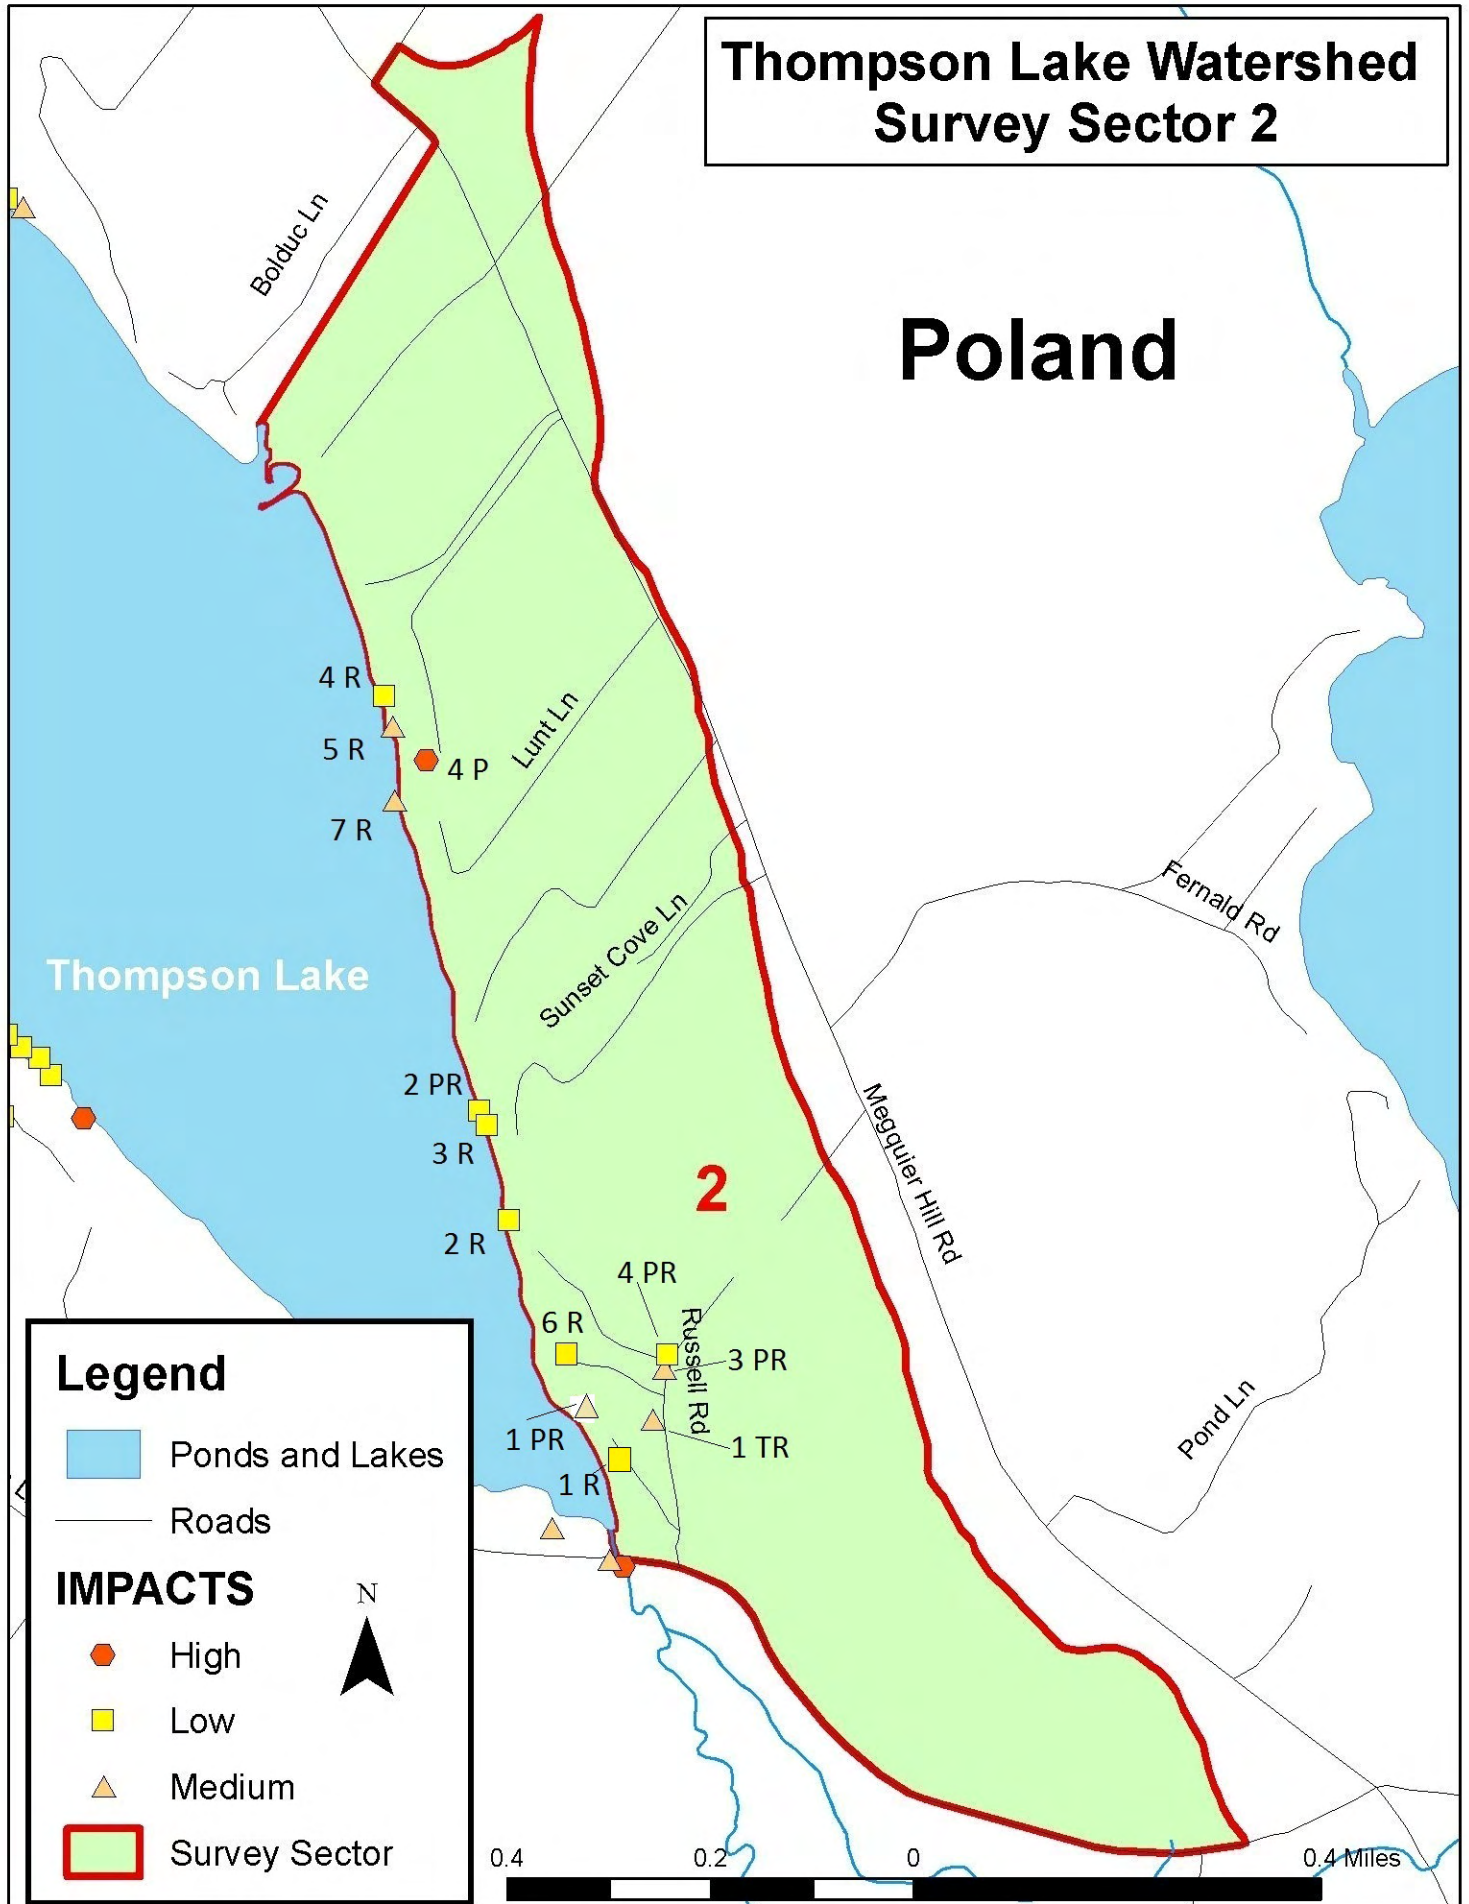 Thompson Lake Watershed
Survey Sector 2
Bolduc Ln
Poland
4 R
5 R
4 P
7 R
Lunt Ln
Fernald Rd
Sunset Cove Ln
Thompson Lake
2 PR
3 R
Megquier Hill Rd
2
2 R
4 PR
6 R
Russell Rd
3 PR
1 PR
1 TR
1 R
Pond Ln
Legend
Ponds and Lakes
Roads
IMPACTS
N
High
Low
Medium
Survey Sector
0.4 0.2 0 0.4 Miles